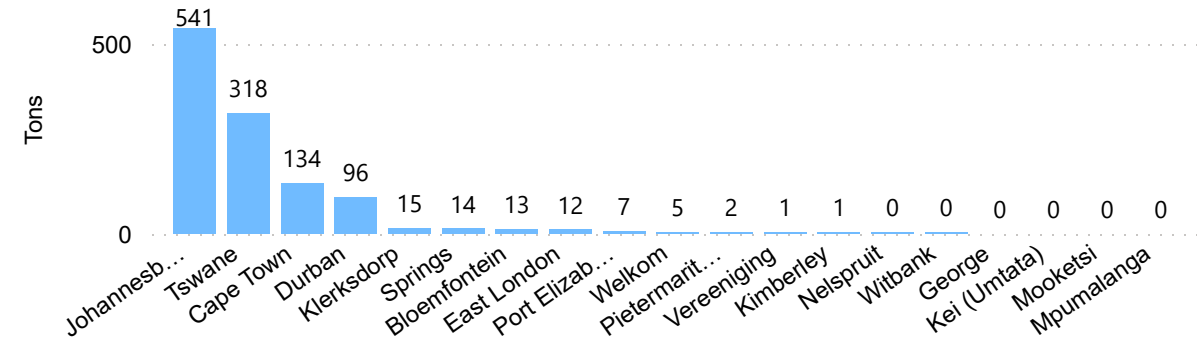 541
500
318
134
96
15
14
13
12
7
5
2
1
1
0
0
0
0
0
0
Tons
0
Johannesb...
Tswane
Cape Town
Durban
Klerksdorp
Springs
Bloemfontein
East London
Port Elizab...
Welkom
Pietermarit...
Vereeniging
Kimberley
Nelspruit
Witbank
George
Kei (Umtata)
Mooketsi
Mpumalanga